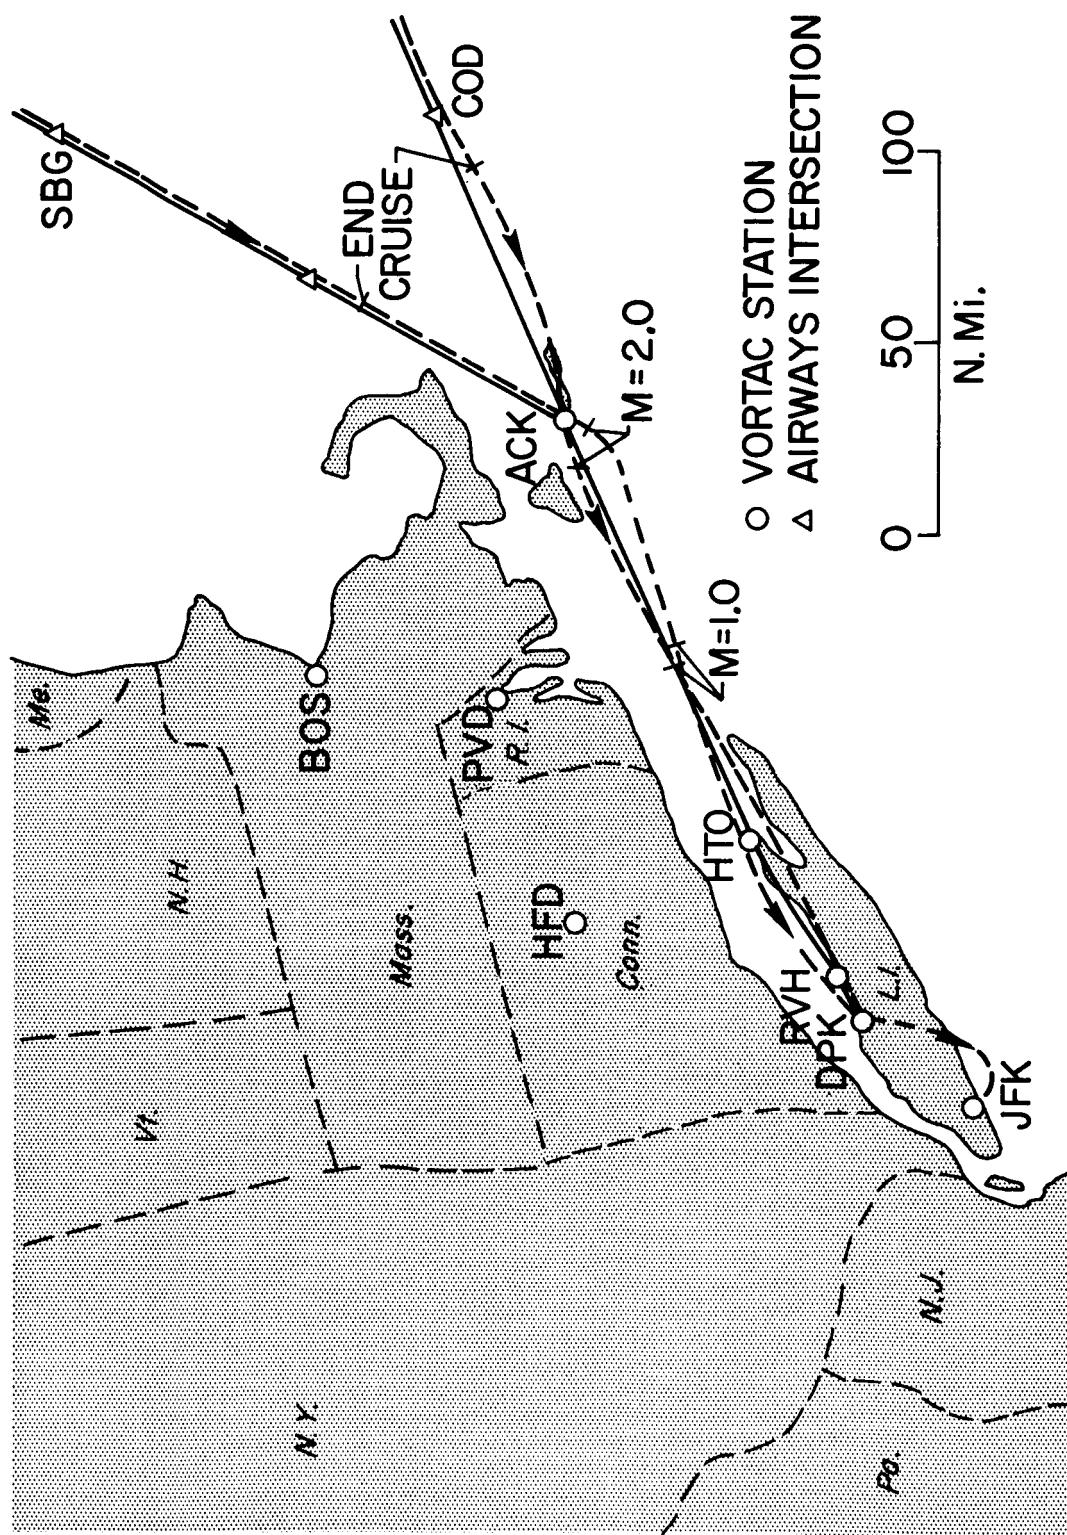 SBG
COD
END
CRUISE
ACK
M=2.0
M=1.0
Me.
BOS
PVD
R.I.
N.H.
Mass.
HFD
Conn.
HTO
RVH
DPK
L.I.
JFK
Vt.
N.Y.
N.J.
Pa.
○ VORTAC STATION
△ AIRWAYS INTERSECTION
0 50 100
N.Mi.